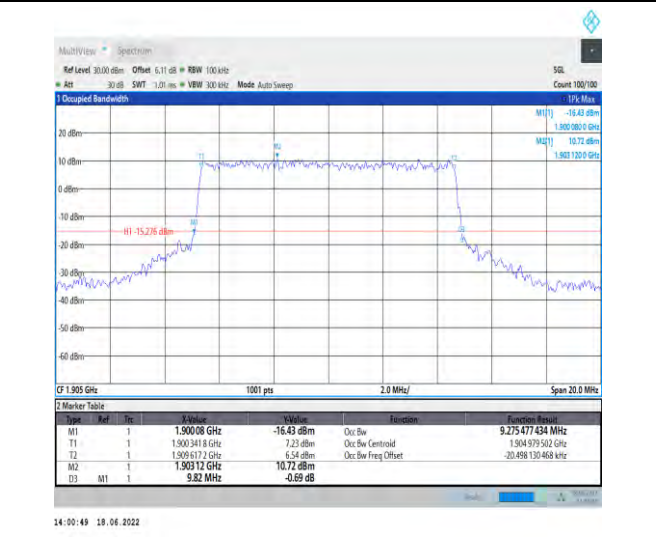 MultiView Spectrum
Ref Level 30.00 dBm Offset 6.11 dB RBW 100 kHz SGL
Att 30 dB SWT 1.01 ms VBW 300 kHz Mode Auto Sweep Count 100/100
1 Occupied Bandwidth 1Pk Max
M1[1] -16.43 dBm
1.900 080 0 GHz
M2[1] 10.72 dBm
1.903 120 0 GHz
20 dBm
M2
T1 T2
10 dBm
0 dBm
-10 dBm
H1 -15.276 dBm
-20 dBm
-30 dBm
-40 dBm
-50 dBm
-60 dBm
CF 1.905 GHz 1001 pts 2.0 MHz/ Span 20.0 MHz
2 Marker Table
Type Ref Trc X-Value Y-Value Function Function Result
M1 1 1.900 08 GHz -16.43 dBm Occ Bw 9.275 477 434 MHz
T1 1 1.900 341 8 GHz 7.23 dBm Occ Bw Centroid 1.904 979 502 GHz
T2 1 1.909 617 2 GHz 6.54 dBm Occ Bw Freq Offset -20.498 130 468 kHz
M2 1 1.903 12 GHz 10.72 dBm
D3 M1 1 9.82 MHz -0.69 dB
14:00:49 18.06.2022